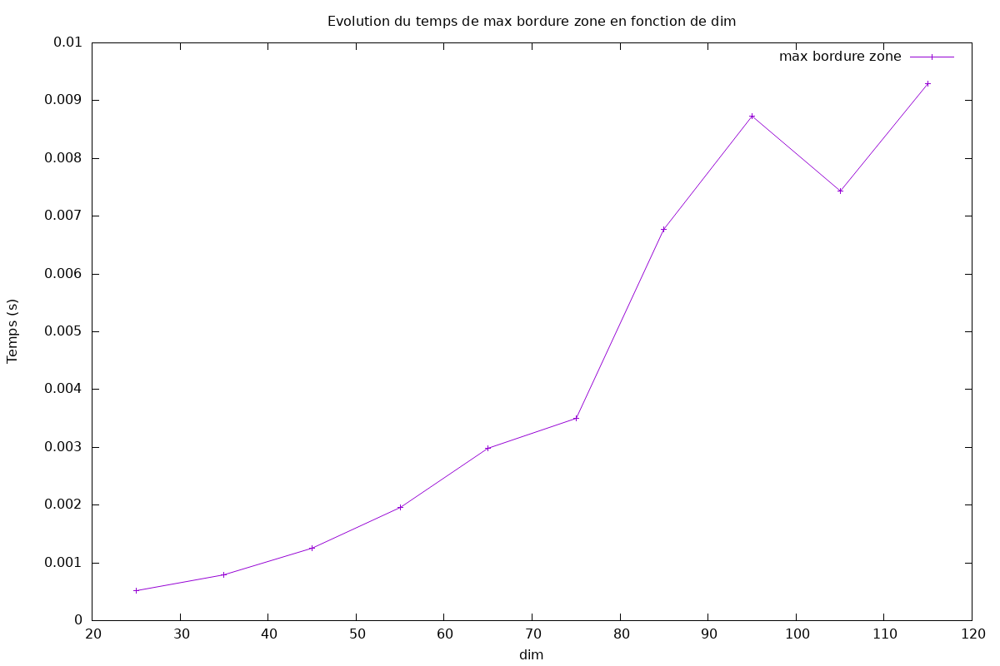 Evolution du temps de max bordure zone en fonction de dim
max bordure zone
0.01
0.009
0.008
0.007
0.006
0.005
0.004
0.003
0.002
0.001
0
Temps (s)
20 30 40 50 60 70 80 90 100 110 120
dim